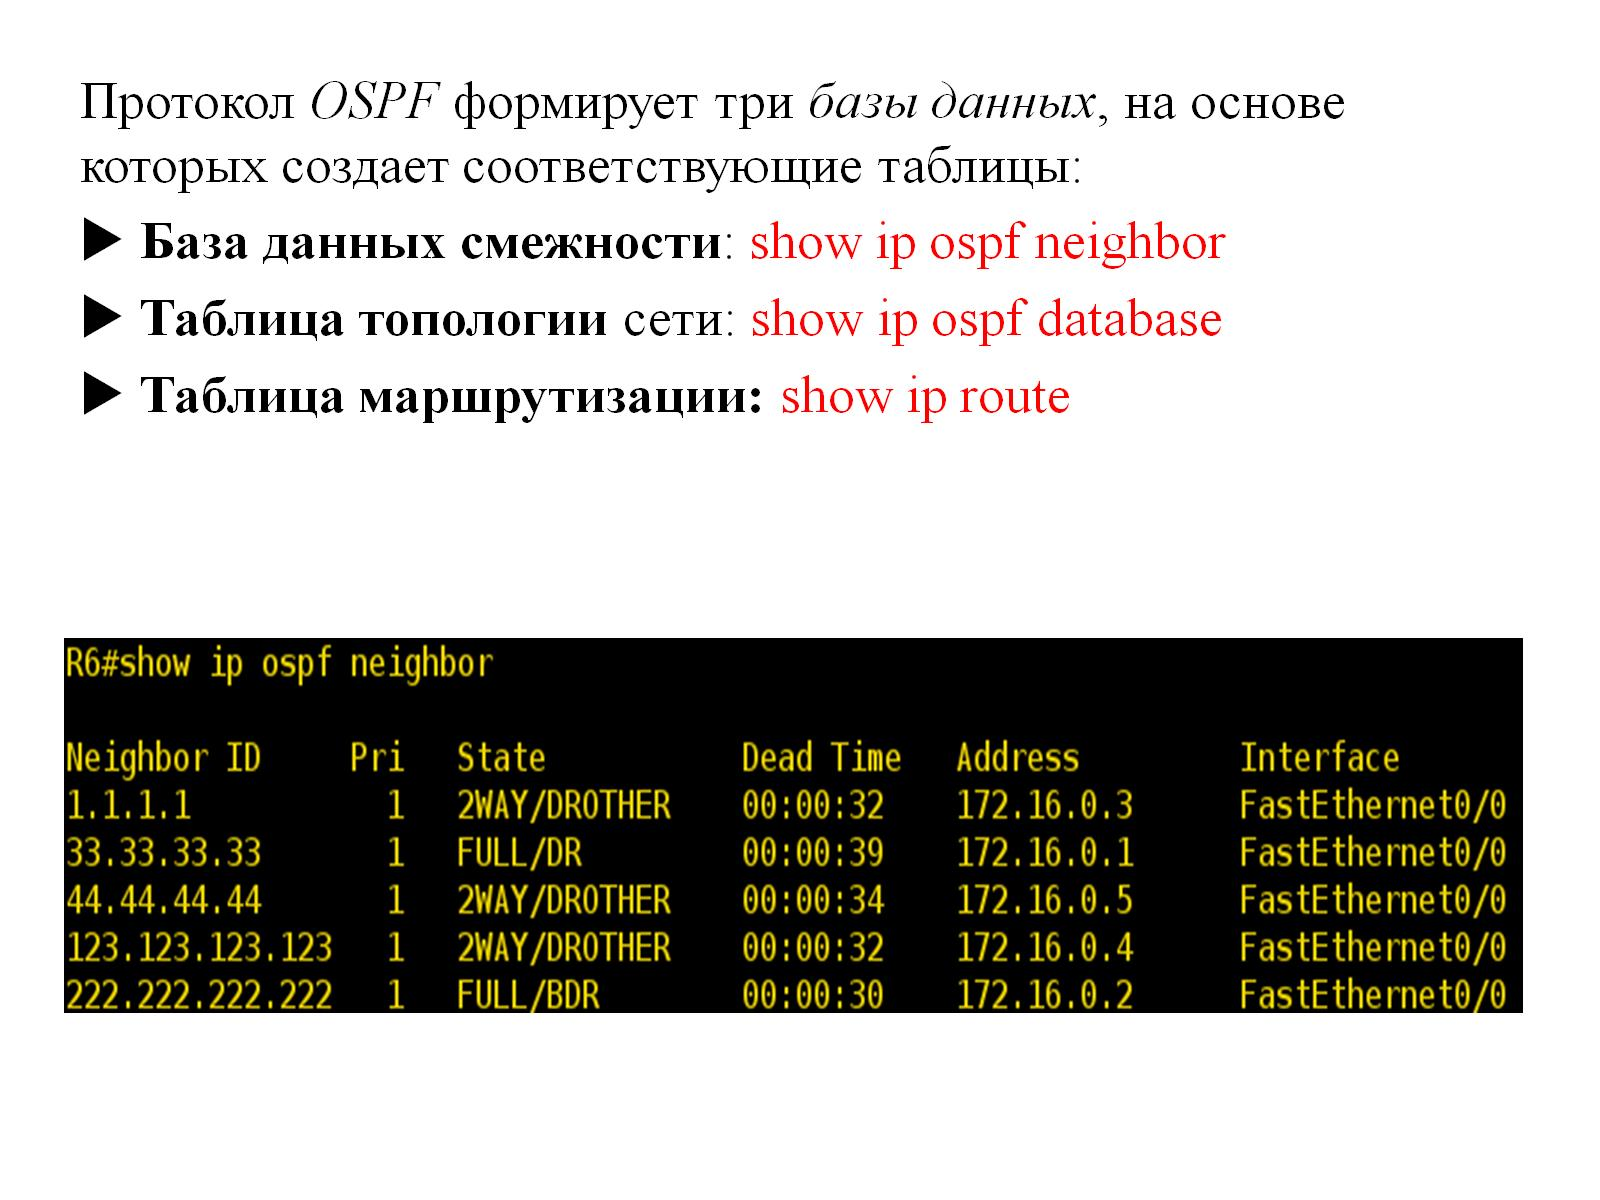 Протокол OSPF формирует три базы данных, на основе
которых создает соответствующие таблицы:
▶ База данных смежности: show ip ospf neighbor
▶ Таблица топологии сети: show ip ospf database
▶ Таблица маршрутизации: show ip route
R6#show ip ospf neighbor
Neighbor ID Pri State Dead Time Address Interface
1.1.1.1 1 2WAY/DROTHER 00:00:32 172.16.0.3 FastEthernet0/0
33.33.33.33 1 FULL/DR 00:00:39 172.16.0.1 FastEthernet0/0
44.44.44.44 1 2WAY/DROTHER 00:00:34 172.16.0.5 FastEthernet0/0
123.123.123.123 1 2WAY/DROTHER 00:00:32 172.16.0.4 FastEthernet0/0
222.222.222.222 1 FULL/BDR 00:00:30 172.16.0.2 FastEthernet0/0